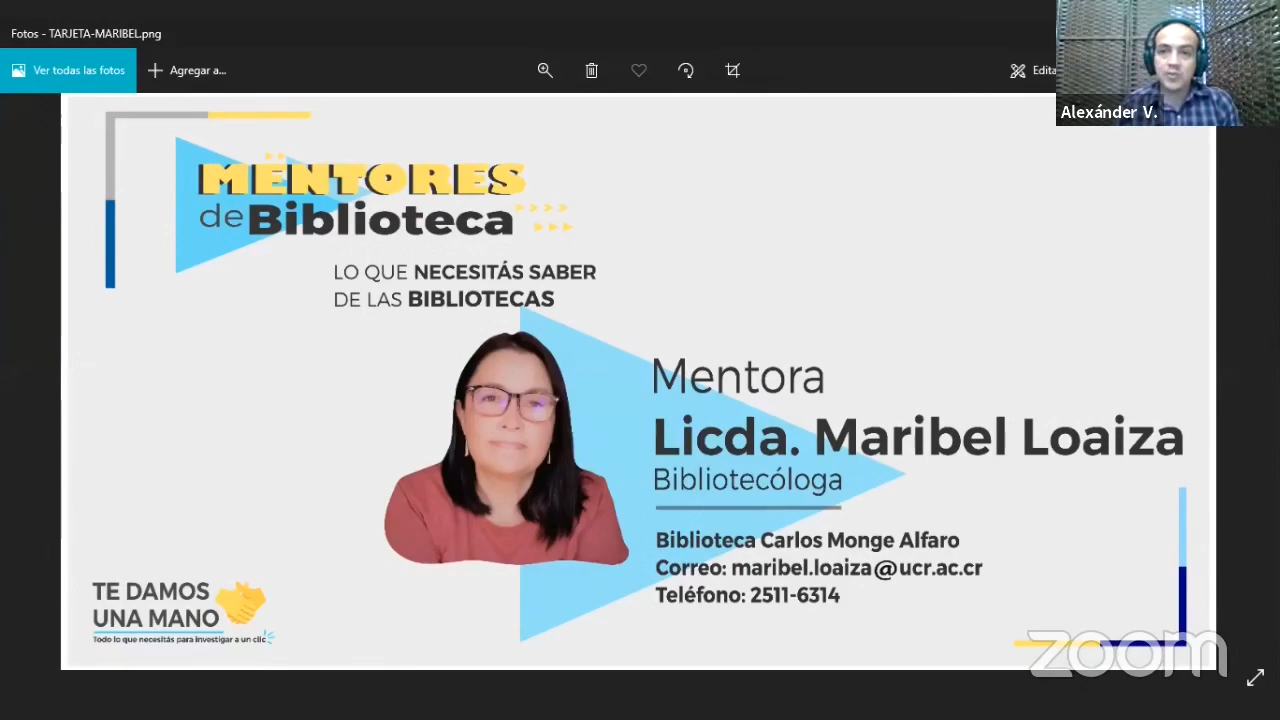 Fotos - TARJETA-MARIBEL.png
Ver todas las fotos
Agregar a...
Edita
Alexánder V.
MENTORES
de Biblioteca
LO QUE NECESITÁS SABER
DE LAS BIBLIOTECAS
Mentora
Licda. Maribel Loaiza
Bibliotecóloga
Biblioteca Carlos Monge Alfaro
Correo: maribel.loaiza@ucr.ac.cr
Teléfono: 2511-6314
TE DAMOS
UNA MANO
Todo lo que necesitás para investigar a un clic
zoom